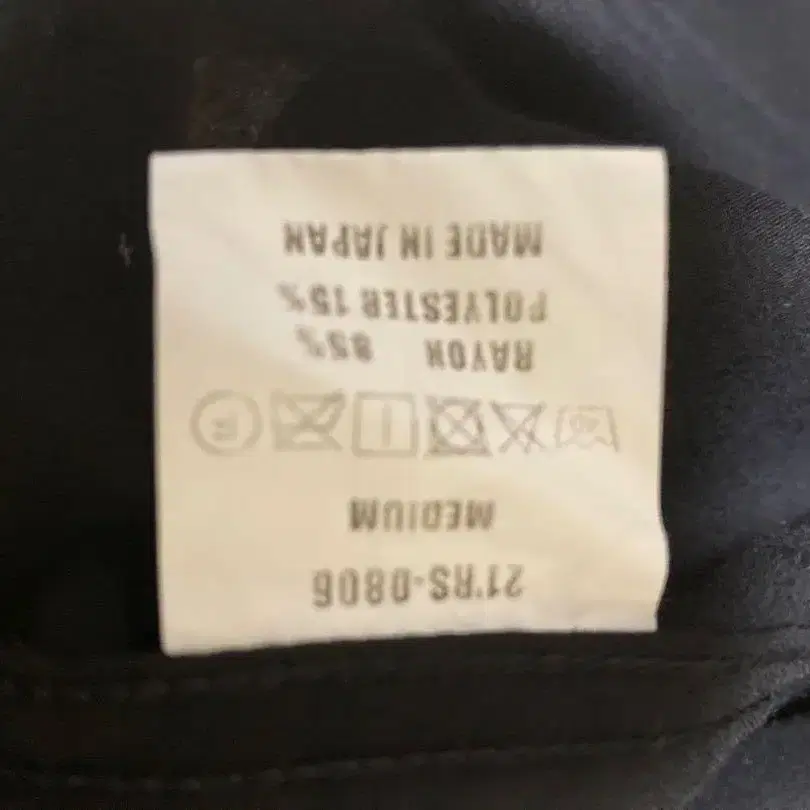 21'RS-0806
MEDIUM
RAYON 85%
POLYESTER 15%
MADE IN JAPAN